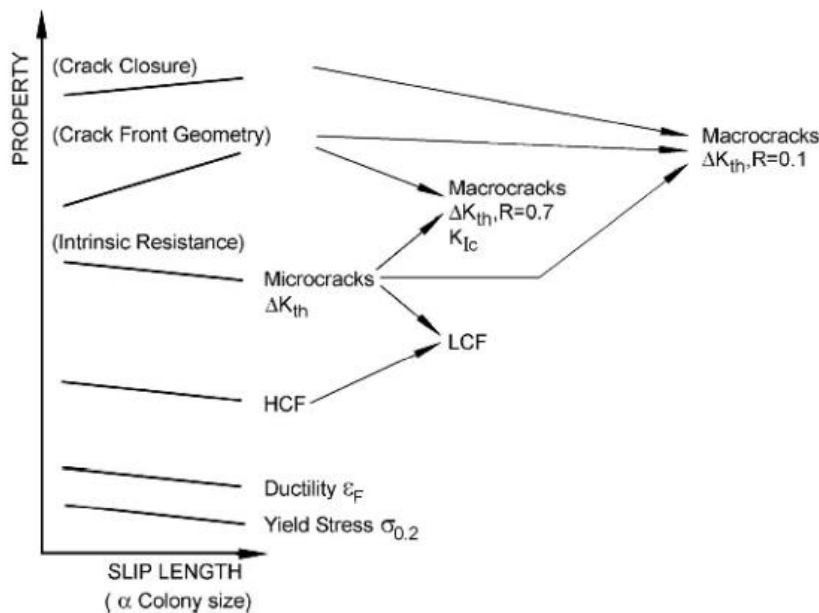 PROPERTY
(Crack Closure)
(Crack Front Geometry)
(Intrinsic Resistance)
Microcracks
ΔK_th
HCF
Ductility ε_F
Yield Stress σ_0.2
Macrocracks
ΔK_th, R=0.7
K_Ic
LCF
Macrocracks
ΔK_th, R=0.1
SLIP LENGTH
( α Colony size)